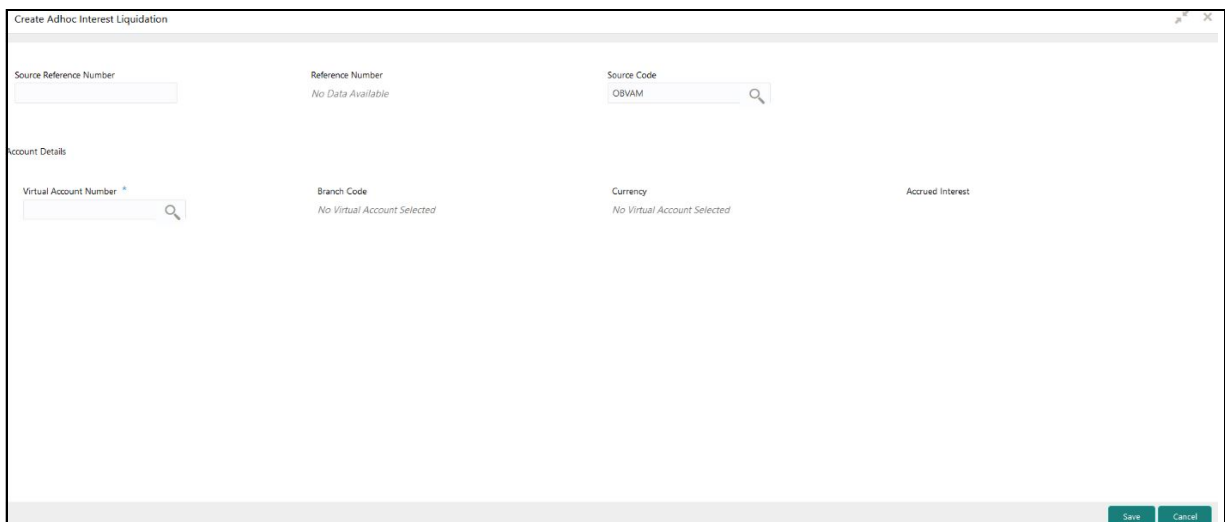 Create Adhoc Interest Liquidation
Source Reference Number Reference Number Source Code
No Data Available OBVAM
Account Details
Virtual Account Number * Branch Code Currency Accrued Interest
No Virtual Account Selected No Virtual Account Selected
Save Cancel